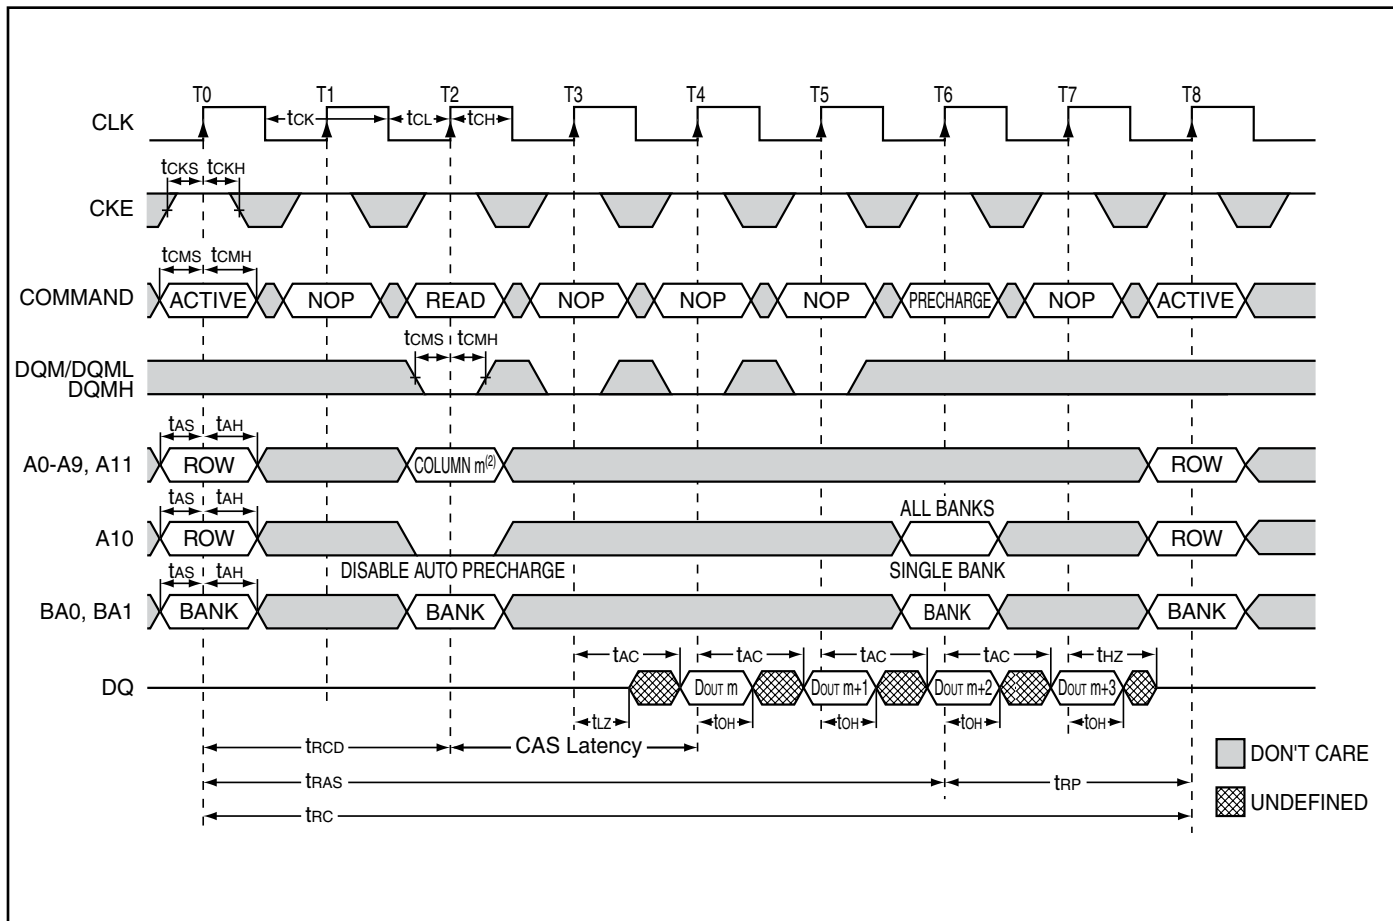 T0 T1 T2 T3 T4 T5 T6 T7 T8
CLK tCK tCL tCH
tCKS tCKH
CKE
tCMS tCMH
COMMAND ACTIVE NOP READ NOP NOP NOP PRECHARGE NOP ACTIVE
tCMS tCMH
DQM/DQML
DQMH
tAS tAH
A0-A9, A11 ROW COLUMN m(2) ROW
tAS tAH ALL BANKS
A10 ROW ROW
DISABLE AUTO PRECHARGE SINGLE BANK
tAS tAH
BA0, BA1 BANK BANK BANK BANK
tAC tAC tAC tAC tHZ
DQ DOUT m DOUT m+1 DOUT m+2 DOUT m+3
tLZ tOH tOH tOH tOH
tRCD CAS Latency
DON'T CARE
tRAS tRP
UNDEFINED
tRC